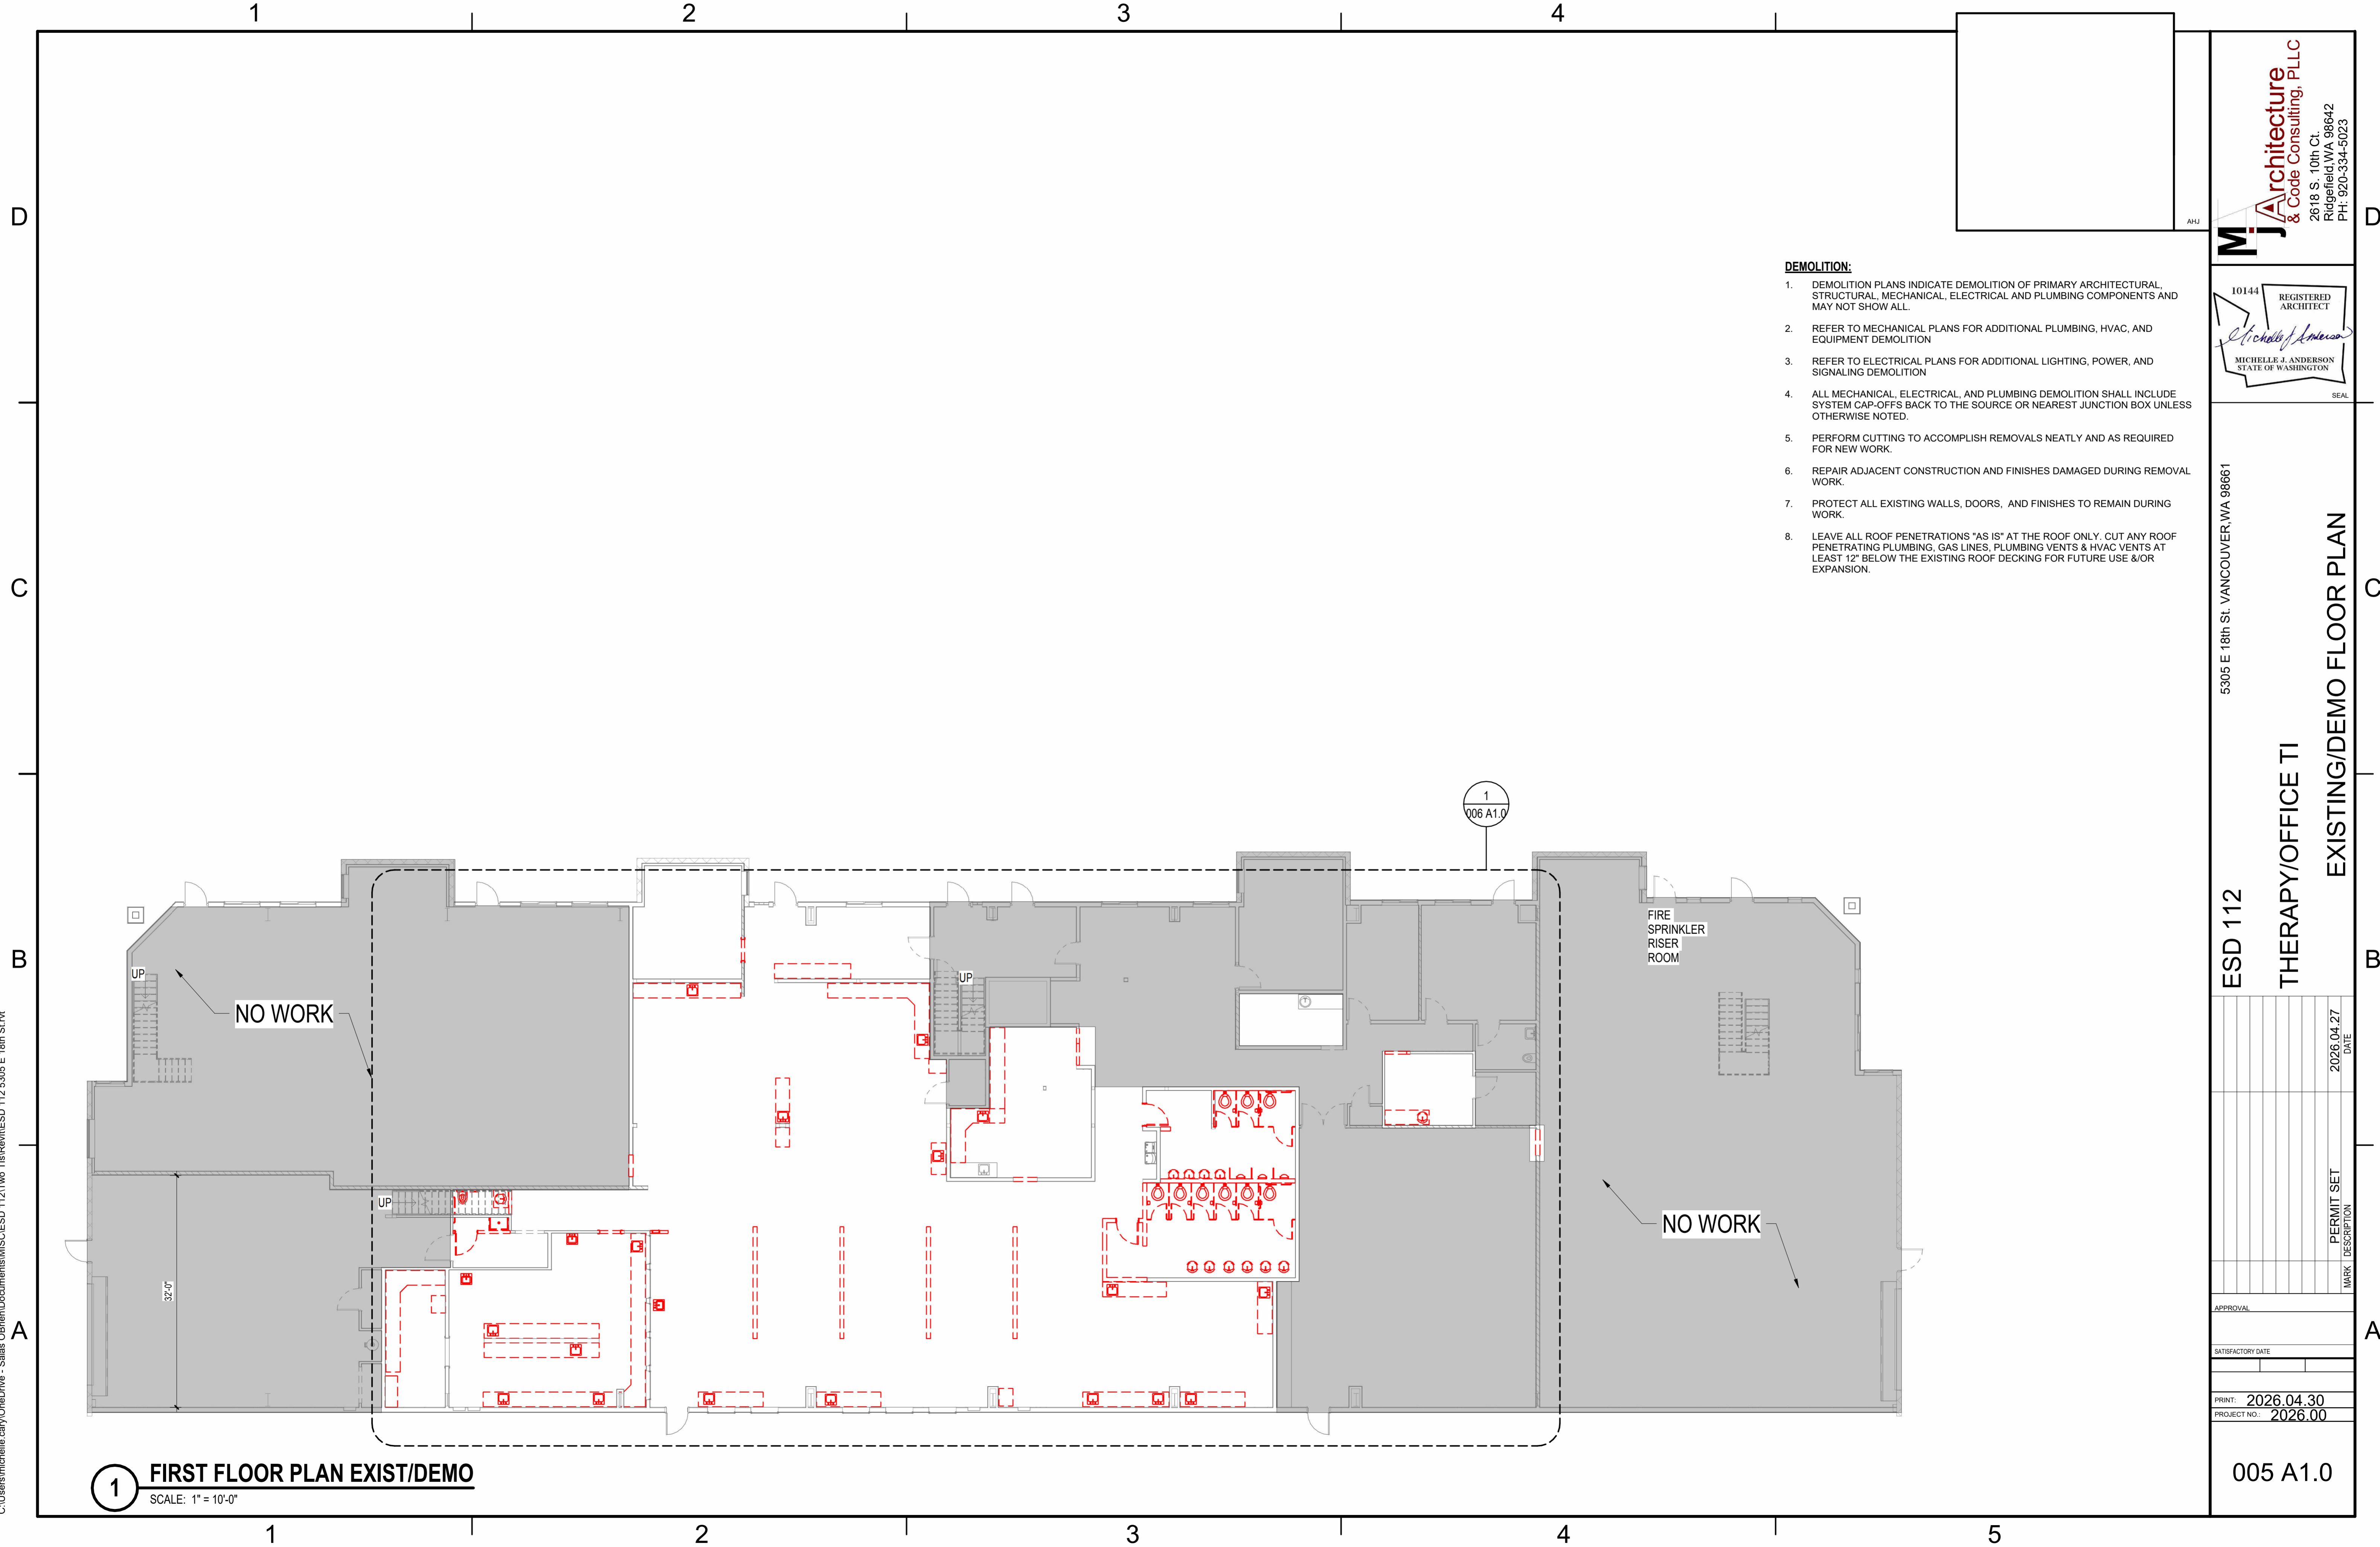 1 2 3 4
D
C
B
A
D
C
B
A
AHJ
MJ Architecture
& Code Consulting, PLLC
2618 S. 10th Ct.
Ridgefield,WA 98642
PH: 920-334-5023
10144
REGISTERED
ARCHITECT
Michelle J Anderson
MICHELLE J. ANDERSON
STATE OF WASHINGTON
SEAL
DEMOLITION:
1. DEMOLITION PLANS INDICATE DEMOLITION OF PRIMARY ARCHITECTURAL,
STRUCTURAL, MECHANICAL, ELECTRICAL AND PLUMBING COMPONENTS AND
MAY NOT SHOW ALL.
2. REFER TO MECHANICAL PLANS FOR ADDITIONAL PLUMBING, HVAC, AND
EQUIPMENT DEMOLITION
3. REFER TO ELECTRICAL PLANS FOR ADDITIONAL LIGHTING, POWER, AND
SIGNALING DEMOLITION
4. ALL MECHANICAL, ELECTRICAL, AND PLUMBING DEMOLITION SHALL INCLUDE
SYSTEM CAP-OFFS BACK TO THE SOURCE OR NEAREST JUNCTION BOX UNLESS
OTHERWISE NOTED.
5. PERFORM CUTTING TO ACCOMPLISH REMOVALS NEATLY AND AS REQUIRED
FOR NEW WORK.
6. REPAIR ADJACENT CONSTRUCTION AND FINISHES DAMAGED DURING REMOVAL
WORK.
7. PROTECT ALL EXISTING WALLS, DOORS, AND FINISHES TO REMAIN DURING
WORK.
8. LEAVE ALL ROOF PENETRATIONS "AS IS" AT THE ROOF ONLY. CUT ANY ROOF
PENETRATING PLUMBING, GAS LINES, PLUMBING VENTS & HVAC VENTS AT
LEAST 12" BELOW THE EXISTING ROOF DECKING FOR FUTURE USE &/OR
EXPANSION.
5305 E 18th St. VANCOUVER,WA 98661
ESD 112
THERAPY/OFFICE TI
EXISTING/DEMO FLOOR PLAN
1
006 A1.0
FIRE
SPRINKLER
RISER
ROOM
UP
UP
UP
NO WORK
NO WORK
32'-0"
2026.04.27
PERMIT SET
MARK DESCRIPTION DATE
APPROVAL
SATISFACTORY DATE
PRINT: 2026.04.30
PROJECT NO.: 2026.00
005 A1.0
1
FIRST FLOOR PLAN EXIST/DEMO
SCALE: 1" = 10'-0"
1 2 3 4 5